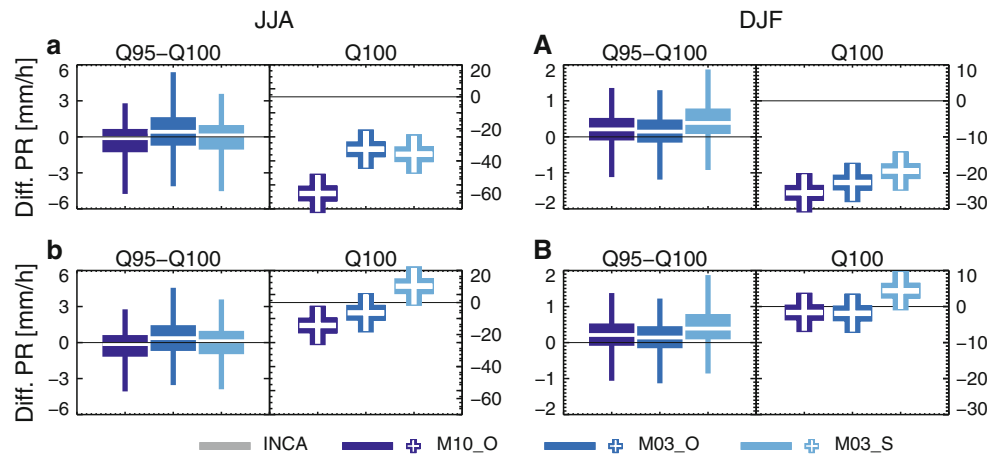 JJA DJF
a Q95–Q100 Q100 A Q95–Q100 Q100
Diff. PR [mm/h]
6 3 0 −3 −6
20 0 −20 −40 −60
2 1 0 −1 −2
10 0 −10 −20 −30
b Q95–Q100 Q100 B Q95–Q100 Q100
Diff. PR [mm/h]
6 3 0 −3 −6
20 0 −20 −40 −60
2 1 0 −1 −2
10 0 −10 −20 −30
INCA M10_O M03_O M03_S